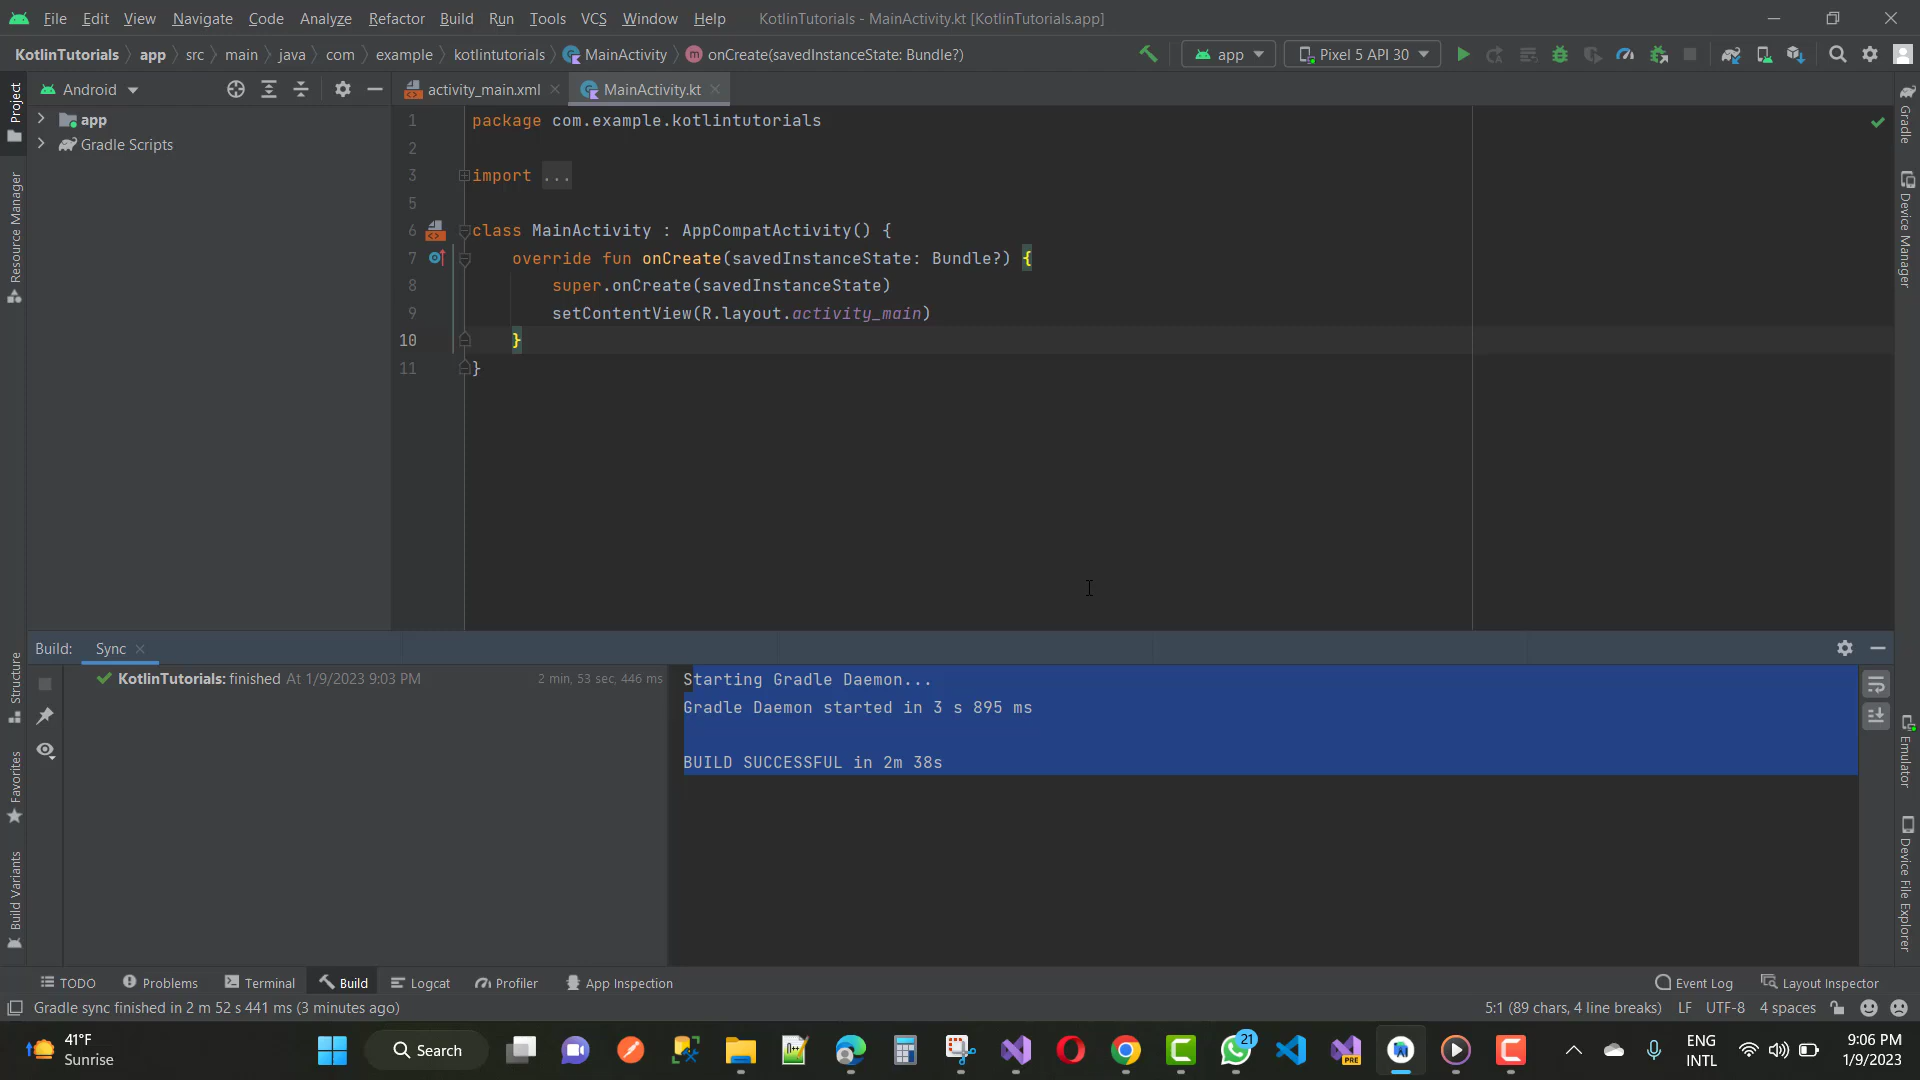 File Edit View Navigate Code Analyze Refactor Build Run Tools VCS Window Help KotlinTutorials - MainActivity.kt [KotlinTutorials.app]
KotlinTutorials app src main java com example kotlintutorials MainActivity onCreate(savedInstanceState: Bundle?) app Pixel 5 API 30
Android activity_main.xml MainActivity.kt
app
Gradle Scripts
1 package com.example.kotlintutorials
2
3 import ...
5
6 class MainActivity : AppCompatActivity() {
7 override fun onCreate(savedInstanceState: Bundle?) {
8 super.onCreate(savedInstanceState)
9 setContentView(R.layout.activity_main)
10 }
11 }
Project
Resource Manager
Structure
Favorites
Build Variants
Gradle
Device Manager
Emulator
Device File Explorer
Build: Sync
KotlinTutorials: finished At 1/9/2023 9:03 PM 2 min, 53 sec, 446 ms
Starting Gradle Daemon...
Gradle Daemon started in 3 s 895 ms
BUILD SUCCESSFUL in 2m 38s
TODO Problems Terminal Build Logcat Profiler App Inspection Event Log Layout Inspector
Gradle sync finished in 2 m 52 s 441 ms (3 minutes ago) 5:1 (89 chars, 4 line breaks) LF UTF-8 4 spaces
41°F
Sunrise
Search
21
PRE
ENG
INTL
9:06 PM
1/9/2023